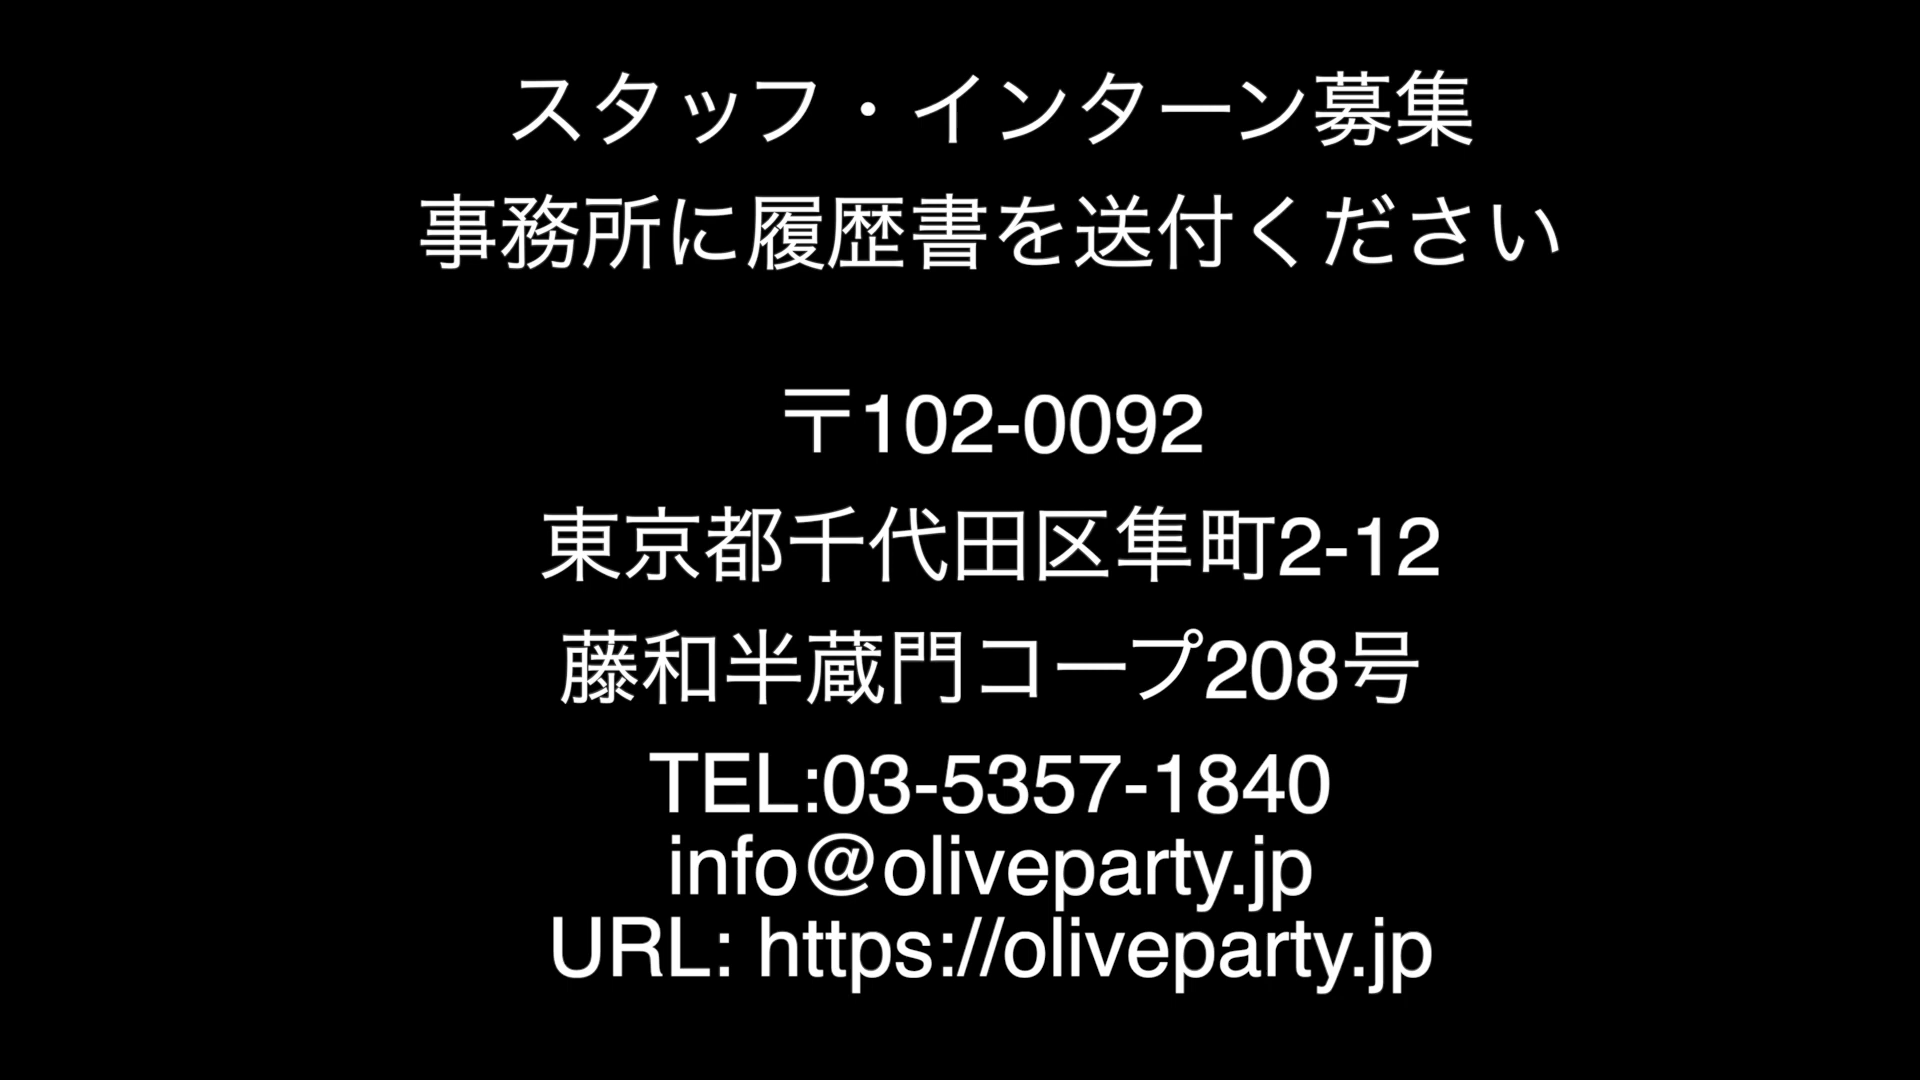 スタッフ・インターン募集
事務所に履歴書を送付ください
〒102-0092
東京都千代田区隼町2-12
藤和半蔵門コープ208号
TEL:03-5357-1840
info@oliveparty.jp
URL: https://oliveparty.jp